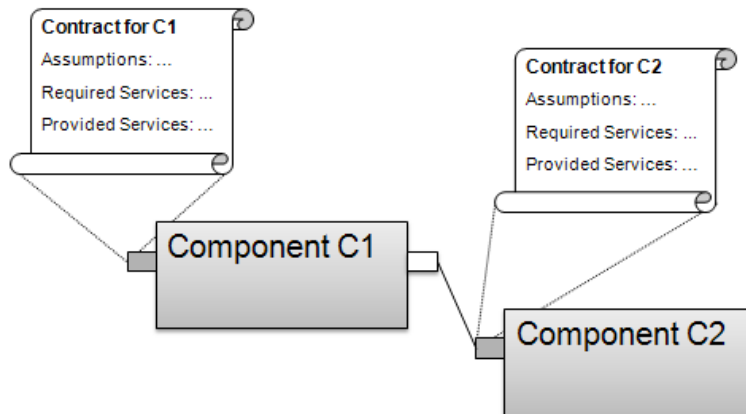 Contract for C1
Assumptions: ...
Required Services: ...
Provided Services: ...
Contract for C2
Assumptions: ...
Required Services: ...
Provided Services: ...
Component C1
Component C2